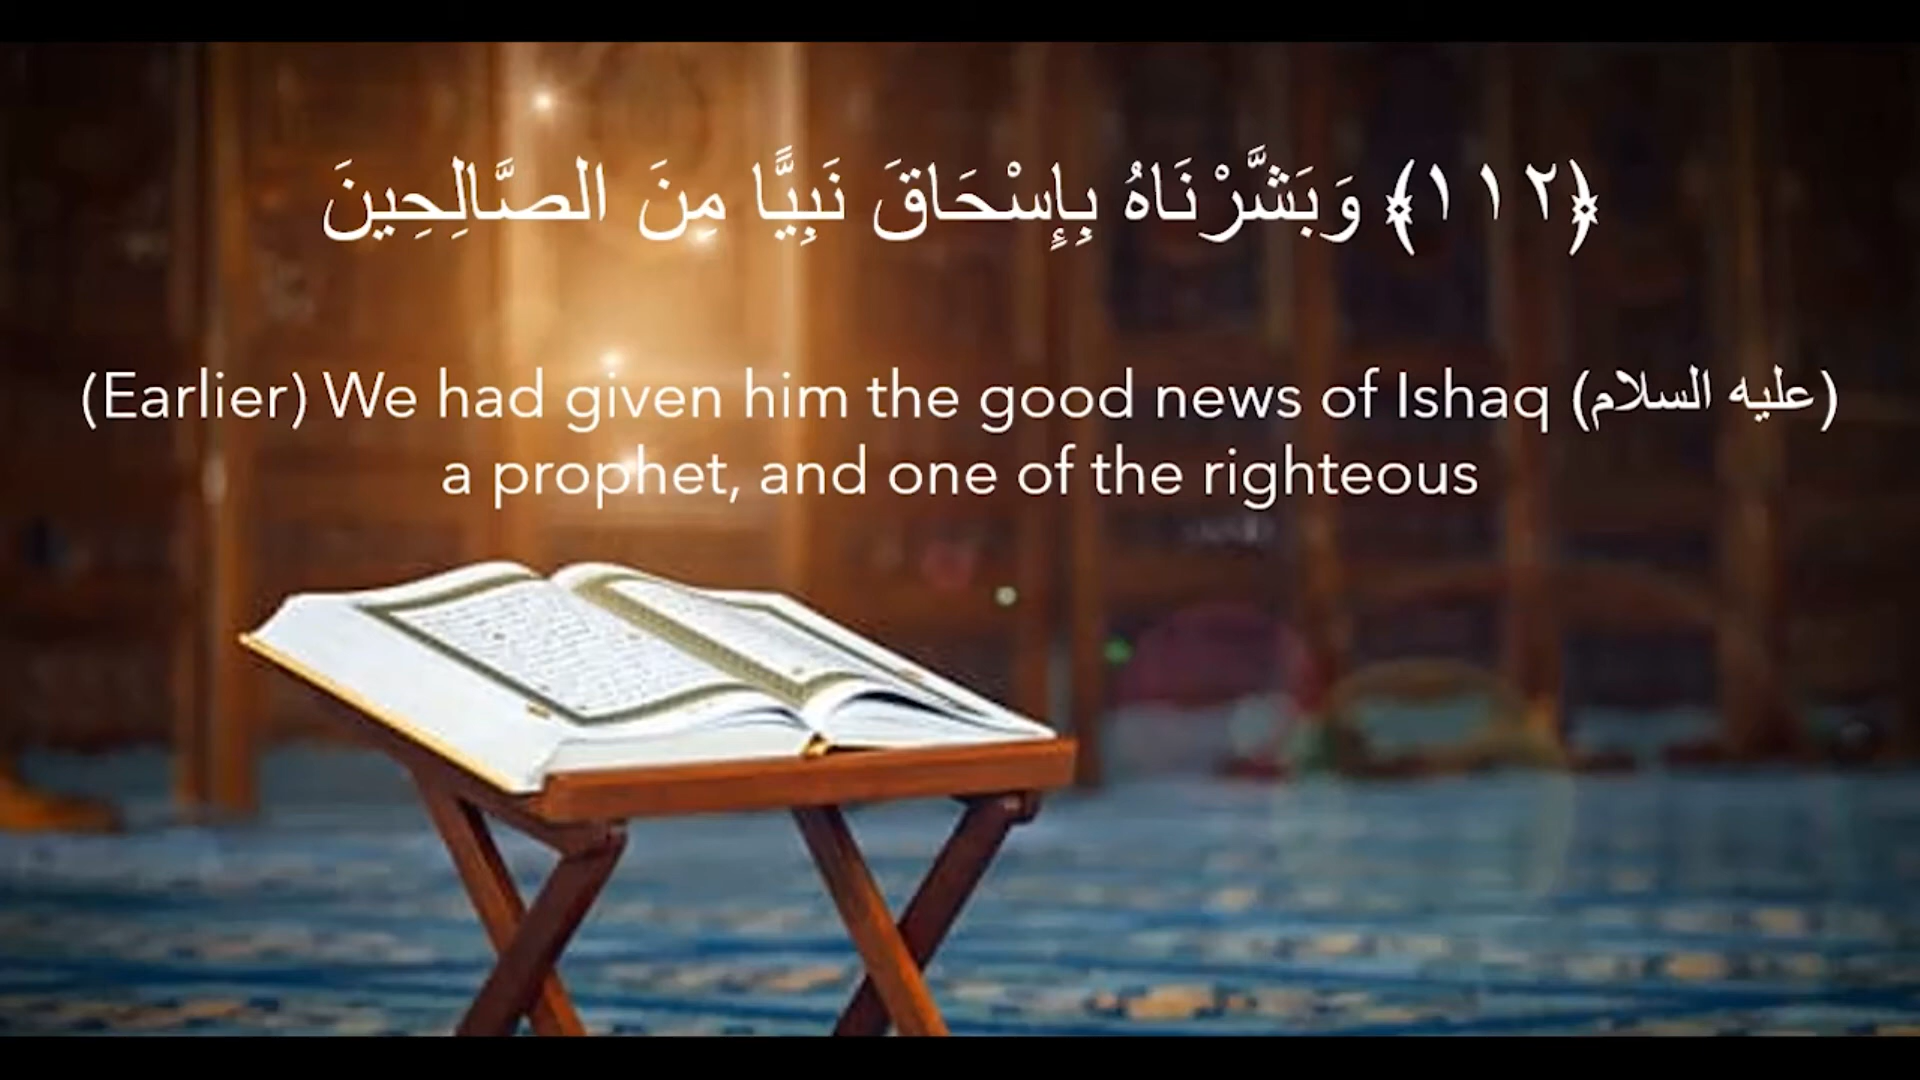 ﴿١١٢﴾ وَبَشَّرْنَاهُ بِإِسْحَاقَ نَبِيًّا مِنَ الصَّالِحِينَ
(Earlier) We had given him the good news of Ishaq (عليه السلام)
a prophet, and one of the righteous